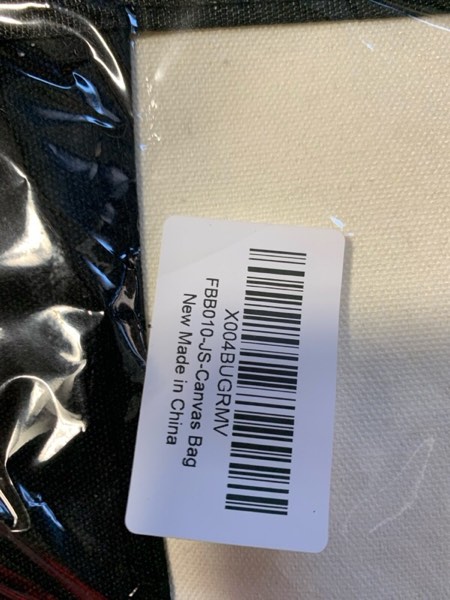 X004BUGRMV
FBB010-JS-Canvas Bag
New Made in China